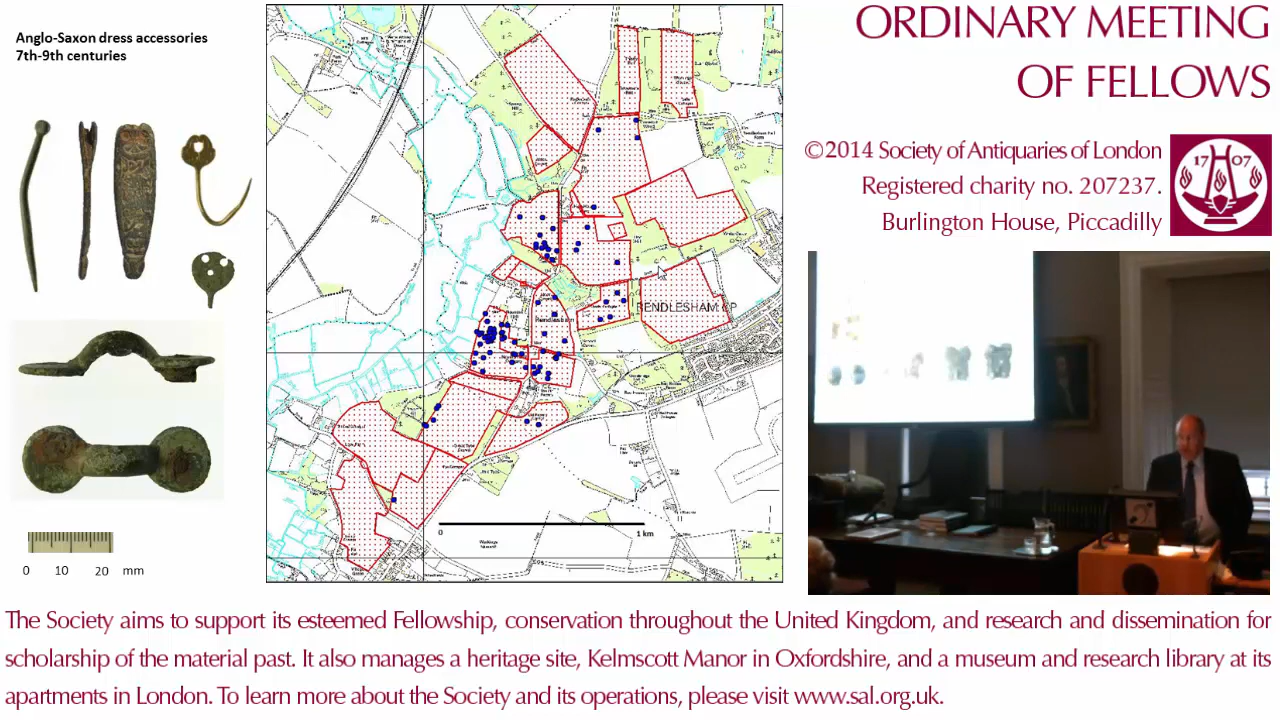 Anglo-Saxon dress accessories
7th-9th centuries
0 10 20 mm
RENDLESHAM CP
Rendlesham
0 1 km
ORDINARY MEETING
OF FELLOWS
©2014 Society of Antiquaries of London
Registered charity no. 207237.
Burlington House, Piccadilly
1707
The Society aims to support its esteemed Fellowship, conservation throughout the United Kingdom, and research and dissemination for
scholarship of the material past. It also manages a heritage site, Kelmscott Manor in Oxfordshire, and a museum and research library at its
apartments in London. To learn more about the Society and its operations, please visit www.sal.org.uk.